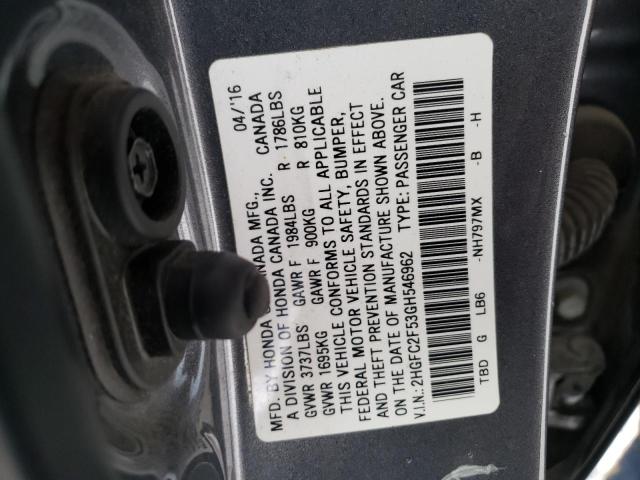 MFD. BY HONDA CANADA MFG., 04/'16
A DIVISION OF HONDA CANADA INC. CANADA
GVWR 3737LBS GAWR F 1984LBS R 1786LBS
GVWR 1695KG GAWR F 900KG R 810KG
THIS VEHICLE CONFORMS TO ALL APPLICABLE
FEDERAL MOTOR VEHICLE SAFETY, BUMPER,
AND THEFT PREVENTION STANDARDS IN EFFECT
ON THE DATE OF MANUFACTURE SHOWN ABOVE.
V.I.N.: 2HGFC2F53GH546962 TYPE: PASSENGER CAR
TBD G LB6 -NH797MX -B -H